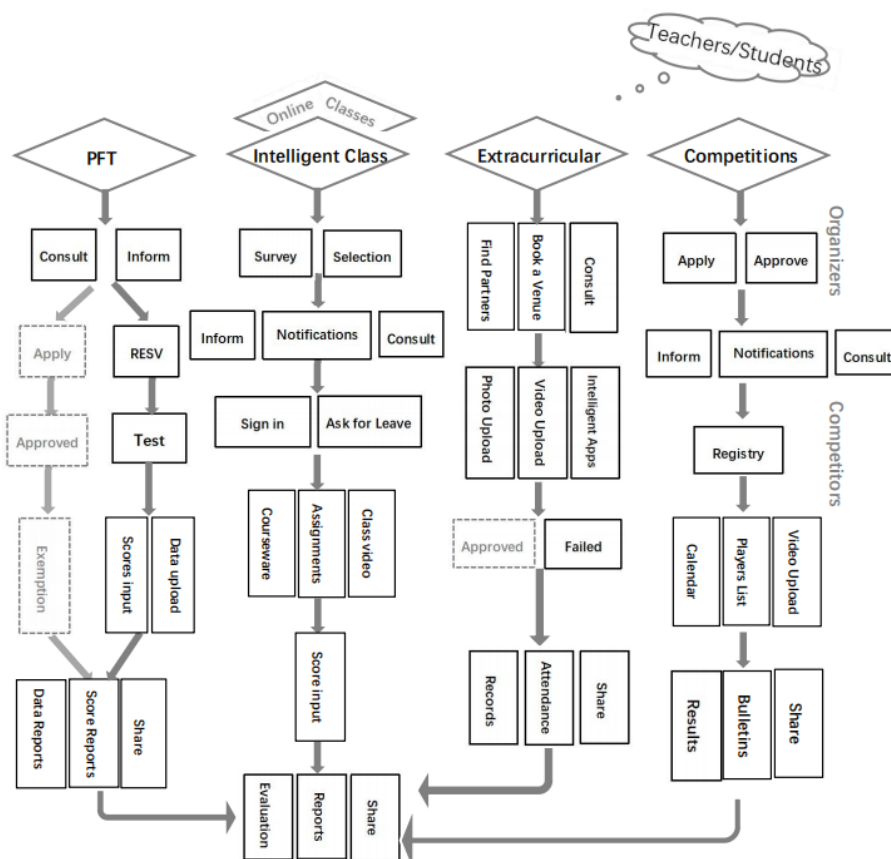 Teachers/Students
Online Classes
PFT
Intelligent Class
Extracurricular
Competitions
Organizers
Competitors
Consult
Inform
Apply
RESV
Approved
Test
Exemption
Scores input
Data upload
Data Reports
Score Reports
Share
Survey
Selection
Inform
Notifications
Consult
Sign in
Ask for Leave
Courseware
Assignments
Class video
Score input
Evaluation
Reports
Share
Find Partners
Book a Venue
Consult
Photo Upload
Video Upload
Intelligent Apps
Approved
Failed
Records
Attendance
Share
Apply
Approve
Inform
Notifications
Consult
Registry
Calendar
Players List
Video Upload
Results
Bulletins
Share